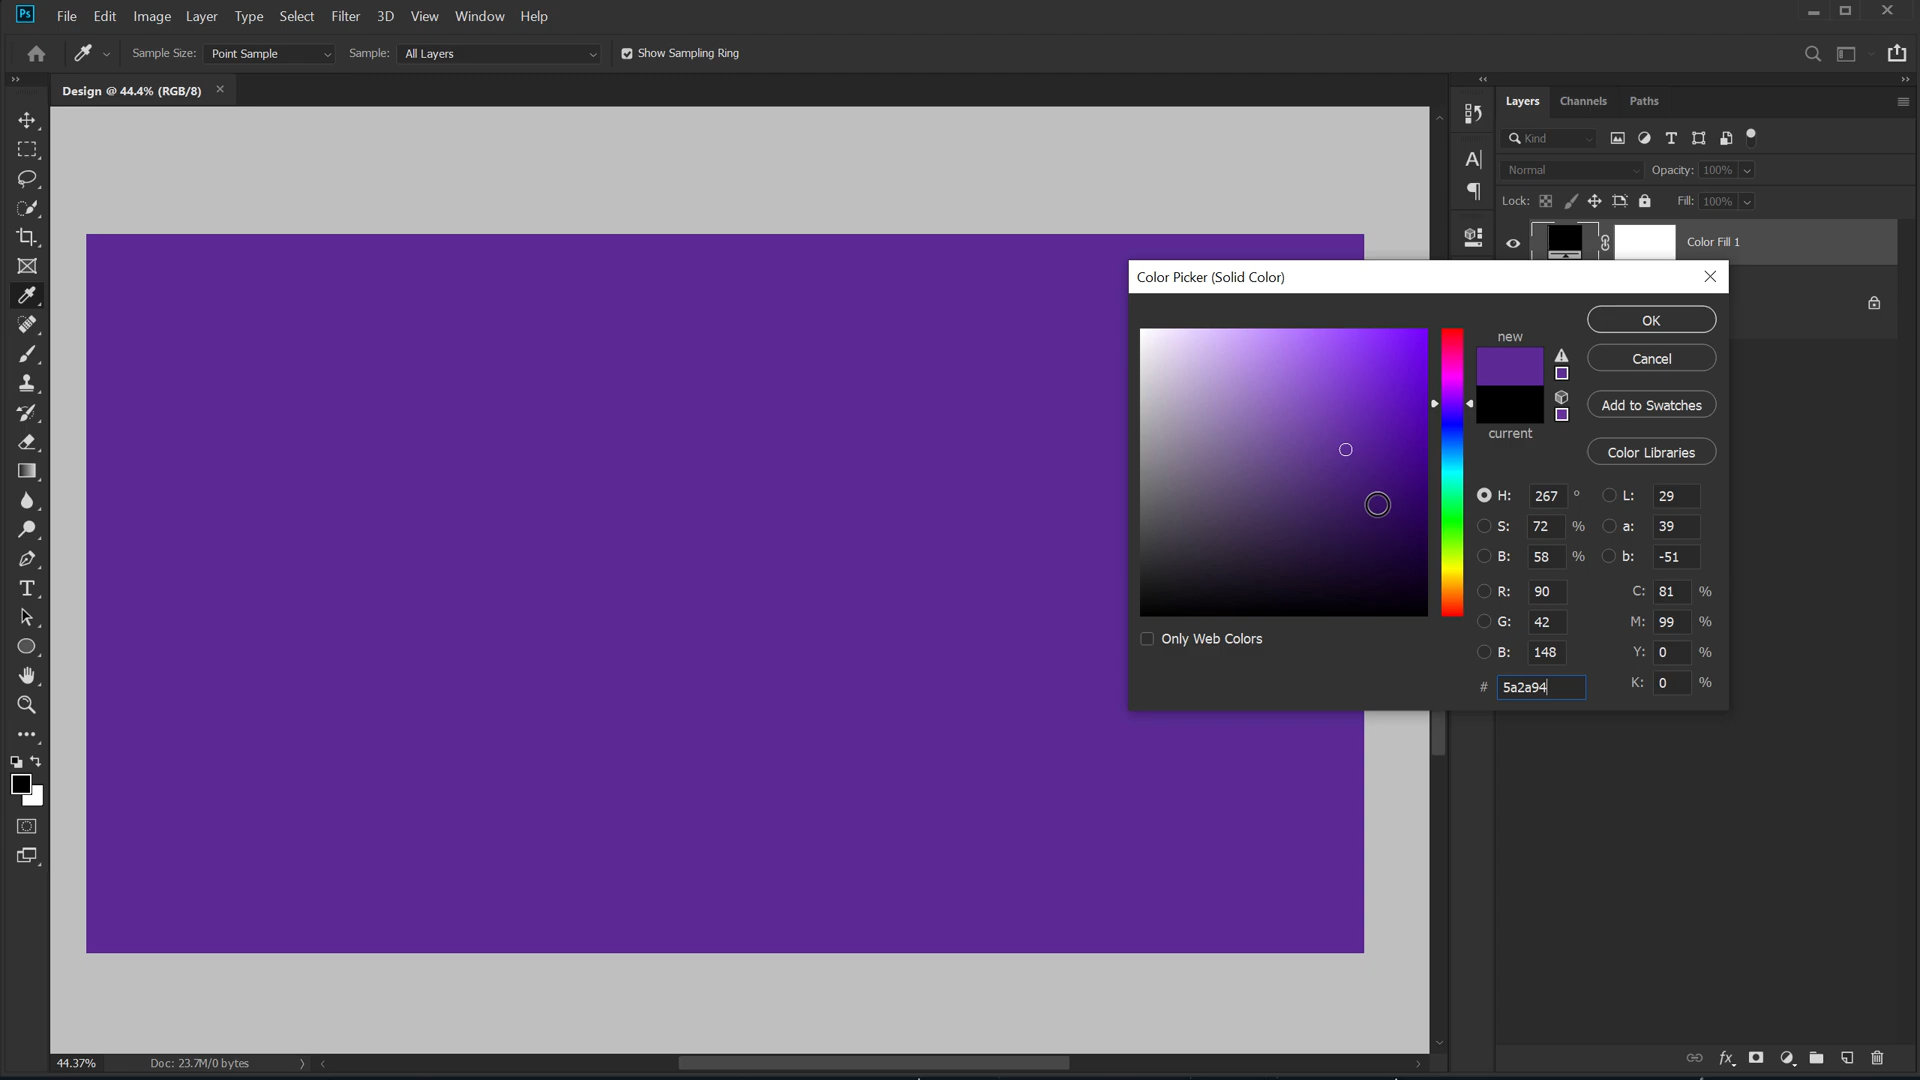 Ps File Edit Image Layer Type Select Filter 3D View Window Help
Sample Size: Point Sample Sample: All Layers Show Sampling Ring
Design @ 44.4% (RGB/8)
Layers Channels Paths
Kind
Normal Opacity: 100%
Lock: Fill: 100%
Color Fill 1
Color Picker (Solid Color)
OK
new
Cancel
Add to Swatches
current
Color Libraries
H: 267 ° L: 29
S: 72 % a: 39
B: 58 % b: -51
R: 90 C: 81 %
G: 42 M: 99 %
Only Web Colors
B: 148 Y: 0 %
# 5a2a94 K: 0 %
44.37% Doc: 23.7M/0 bytes